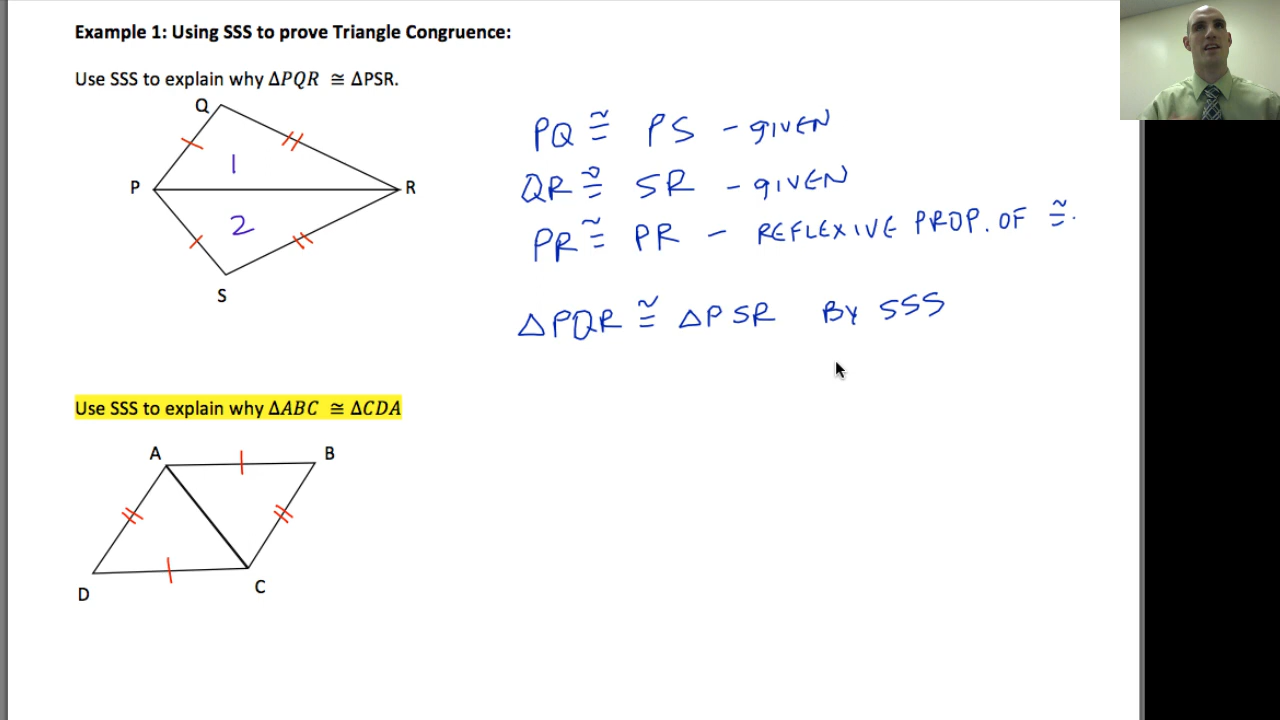 Example 1: Using SSS to prove Triangle Congruence:
Use SSS to explain why ΔPQR ≅ ΔPSR.
Q
P
R
S
1
2
PQ ≅ PS - GIVEN
QR ≅ SR - GIVEN
PR ≅ PR - REFLEXIVE PROP. OF ≅.
ΔPQR ≅ ΔPSR BY SSS
Use SSS to explain why ΔABC ≅ ΔCDA
A
B
D
C